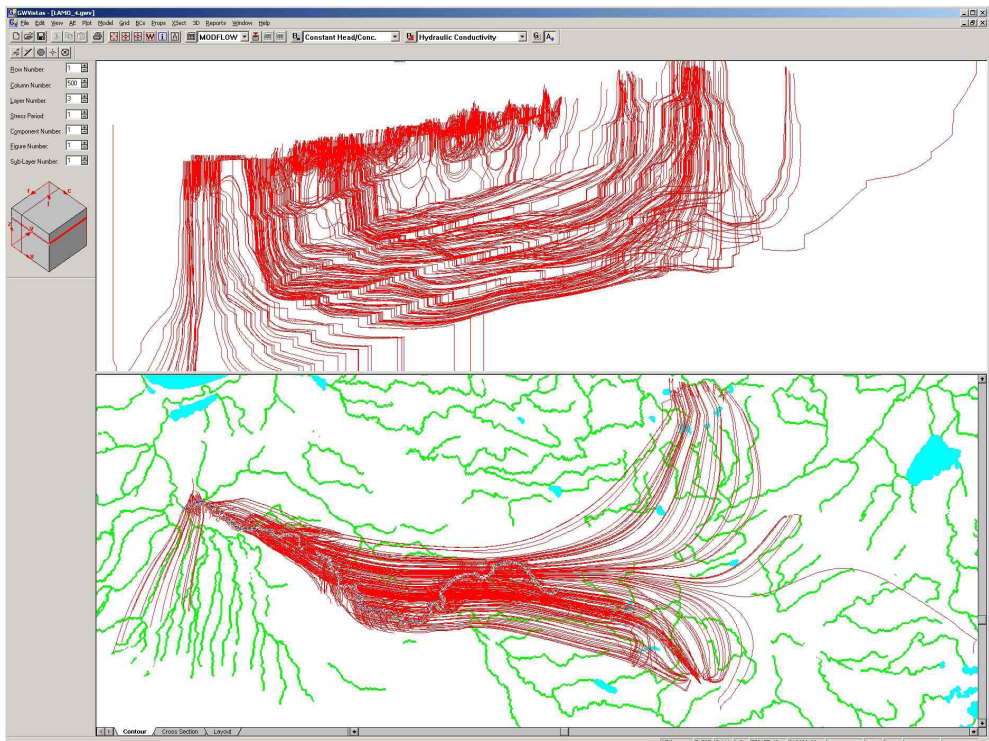 GWVistas - [LAMO_4.gwv]
File Edit View AE Plot Model Grid BCs Props XSect 3D Reports Window Help
MODFLOW Constant Head/Conc. Hydraulic Conductivity
Row Number: 1
Column Number: 500
Layer Number: 3
Stress Period: 1
Component Number: 1
Figure Number: 1
Sub-Layer Number: 1
Contour Cross Section Layout